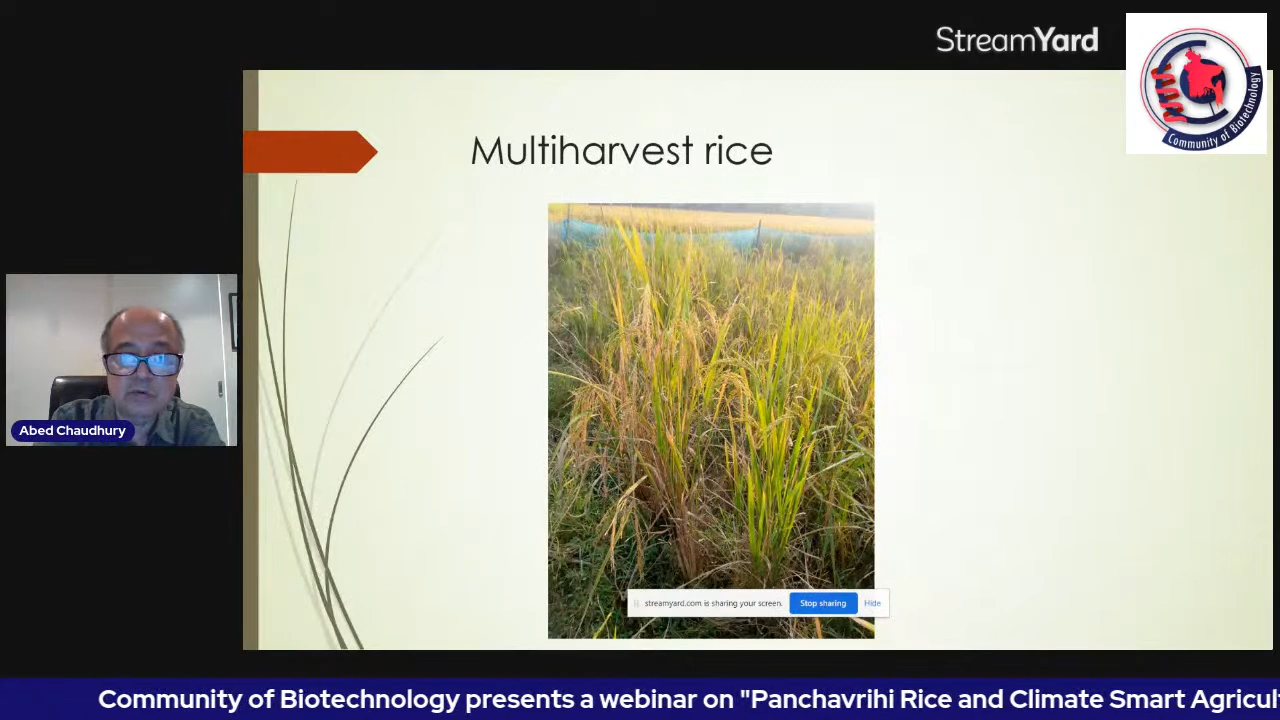 StreamYard
Community of Biotechnology
Multiharvest rice
Abed Chaudhury
streamyard.com is sharing your screen.
Stop sharing
Hide
Community of Biotechnology presents a webinar on "Panchavrihi Rice and Climate Smart Agricul